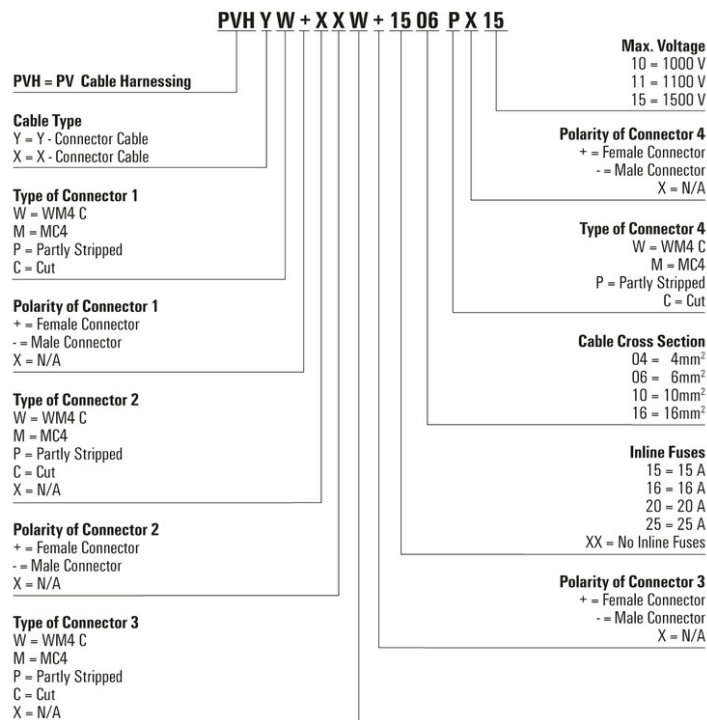 PVH Y W + X X W + 15 06 P X 15
PVH = PV Cable Harnessing
Cable Type
Y = Y - Connector Cable
X = X - Connector Cable
Type of Connector 1
W = WM4 C
M = MC4
P = Partly Stripped
C = Cut
Polarity of Connector 1
+ = Female Connector
- = Male Connector
X = N/A
Type of Connector 2
W = WM4 C
M = MC4
P = Partly Stripped
C = Cut
X = N/A
Polarity of Connector 2
+ = Female Connector
- = Male Connector
X = N/A
Type of Connector 3
W = WM4 C
M = MC4
P = Partly Stripped
C = Cut
X = N/A
Max. Voltage
10 = 1000 V
11 = 1100 V
15 = 1500 V
Polarity of Connector 4
+ = Female Connector
- = Male Connector
X = N/A
Type of Connector 4
W = WM4 C
M = MC4
P = Partly Stripped
C = Cut
Cable Cross Section
04 = 4mm²
06 = 6mm²
10 = 10mm²
16 = 16mm²
Inline Fuses
15 = 15 A
16 = 16 A
20 = 20 A
25 = 25 A
XX = No Inline Fuses
Polarity of Connector 3
+ = Female Connector
- = Male Connector
X = N/A